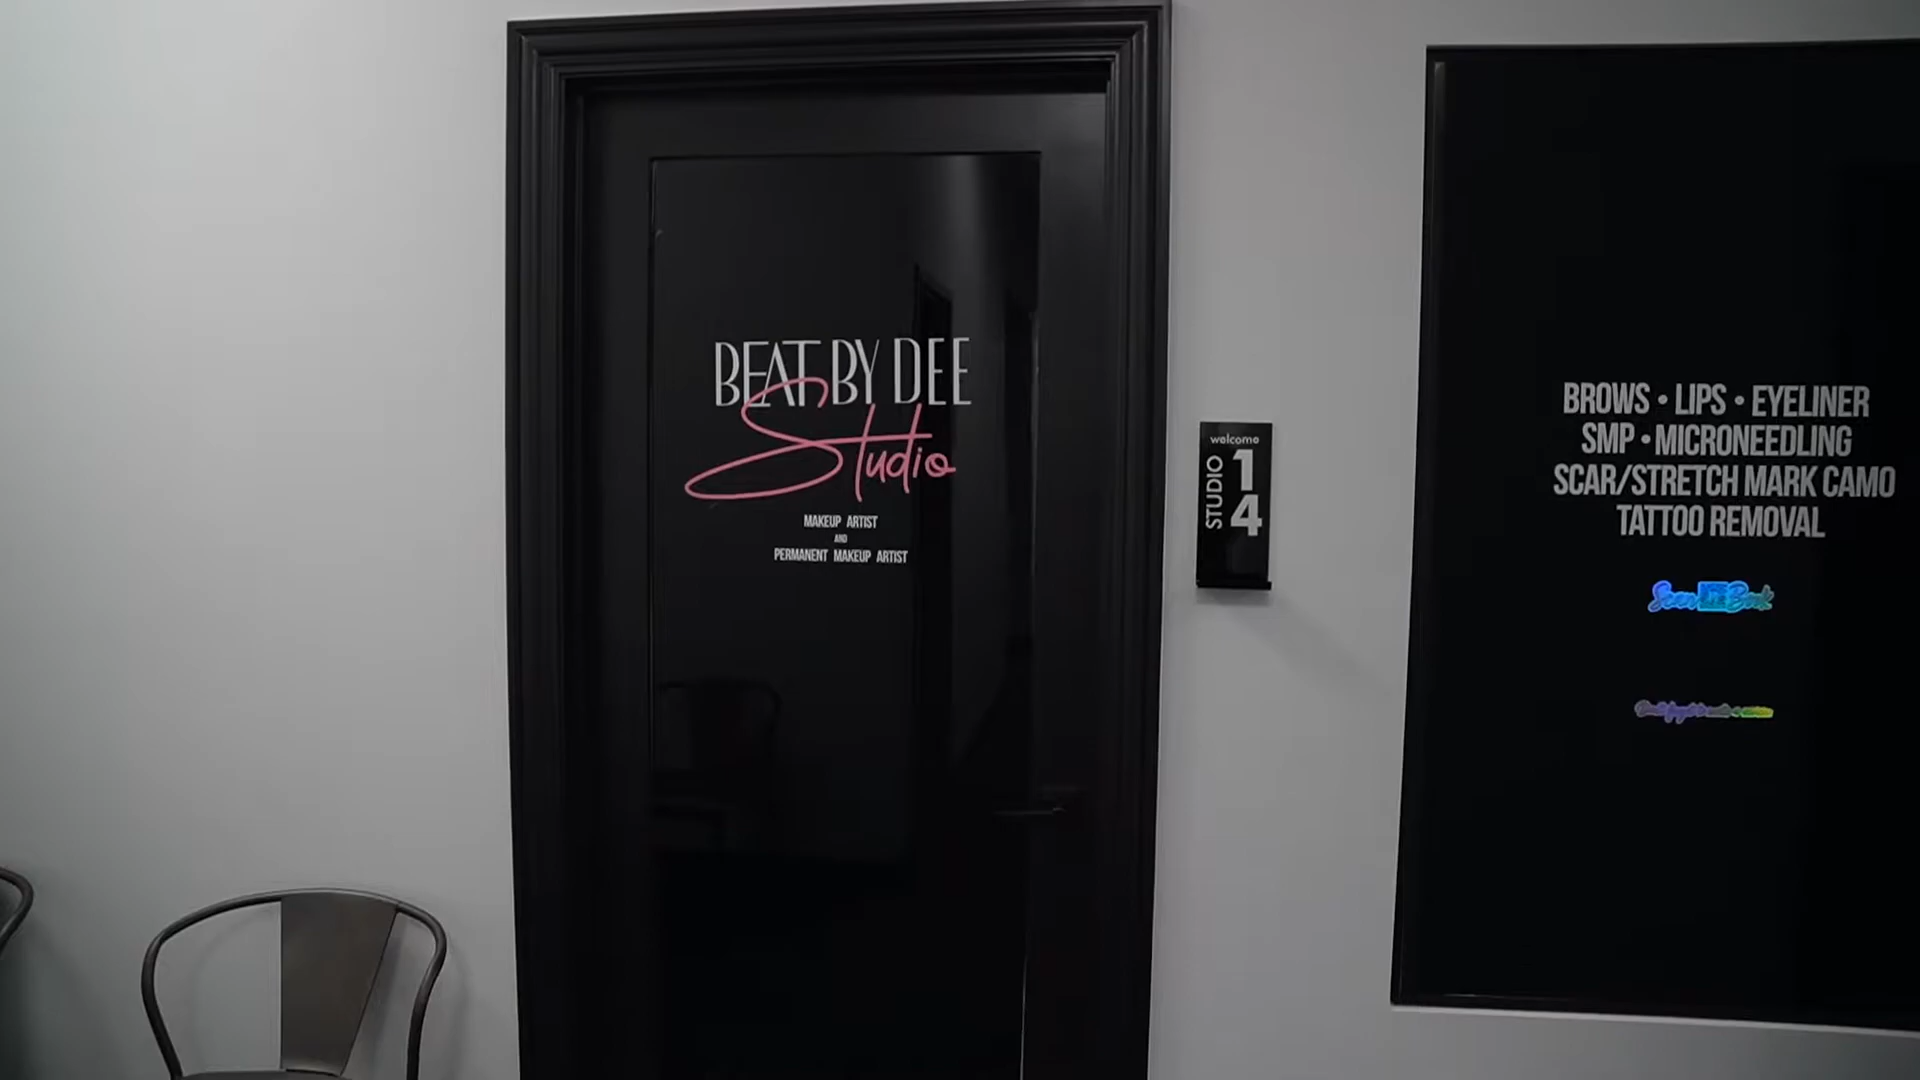 BEAT BY DEE
Studio
MAKEUP ARTIST
AND
PERMANENT MAKEUP ARTIST
welcome
STUDIO
14
BROWS • LIPS • EYELINER
SMP • MICRONEEDLING
SCAR/STRETCH MARK CAMO
TATTOO REMOVAL
Book